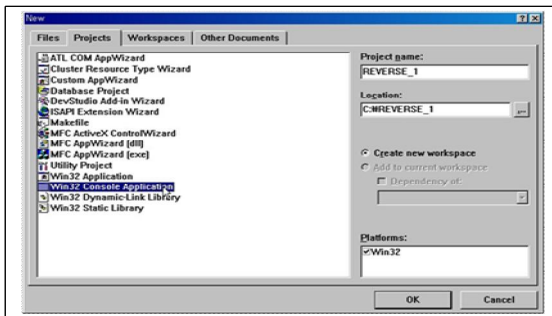 New
Files Projects Workspaces Other Documents
ATL COM AppWizard
Cluster Resource Type Wizard
Custom AppWizard
Database Project
DevStudio Add-in Wizard
ISAPI Extension Wizard
Makefile
MFC ActiveX ControlWizard
MFC AppWizard (dll)
MFC AppWizard (exe)
Utility Project
Win32 Application
Win32 Console Application
Win32 Dynamic-Link Library
Win32 Static Library
Project name:
REVERSE_1
Location:
C:₩REVERSE_1
...
Create new workspace
Add to current workspace
Dependency of:
Platforms:
Win32
OK Cancel